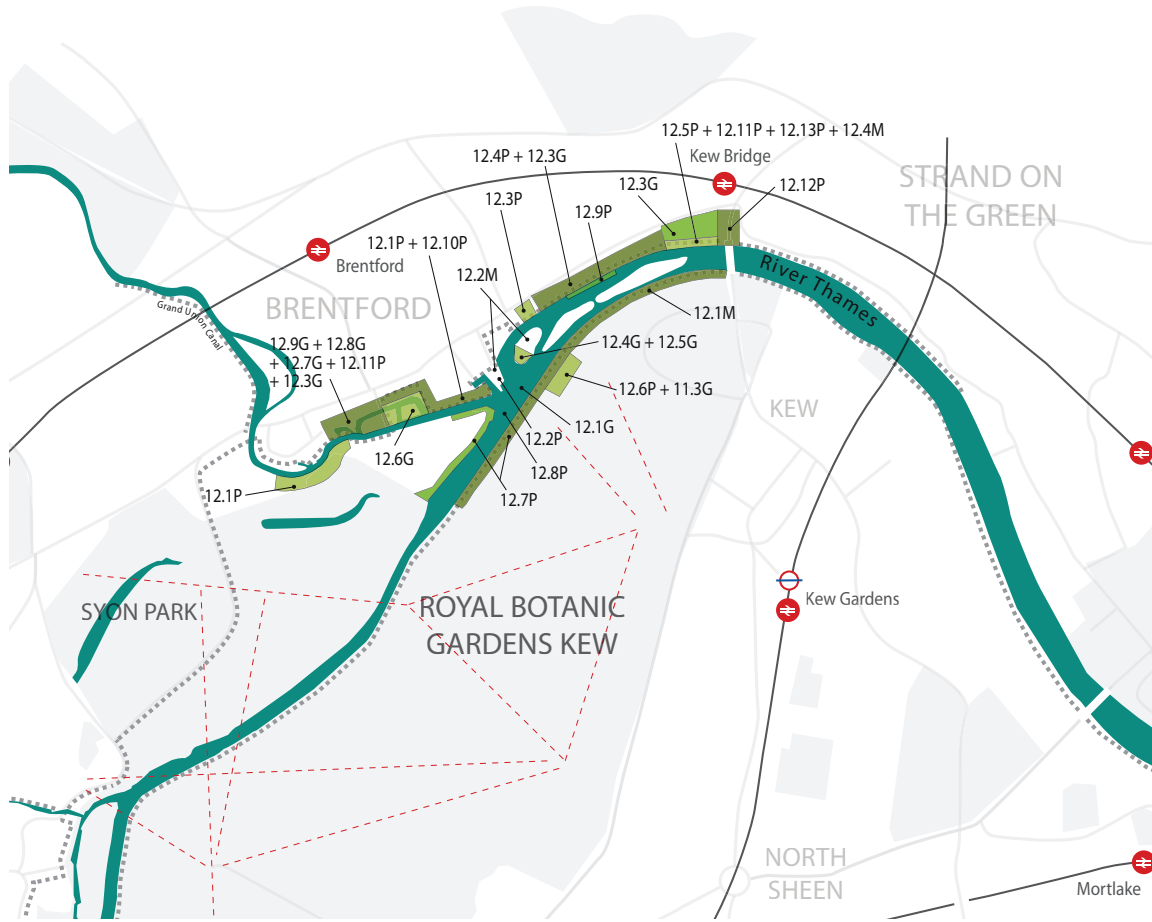 12.5P + 12.11P + 12.13P + 12.4M
Kew Bridge
12.4P + 12.3G
STRAND ON
THE GREEN
12.3G
12.12P
12.3P
12.9P
12.1P + 12.10P
Brentford
12.2M
River Thames
BRENTFORD
Grand Union Canal
12.1M
12.9G + 12.8G
+ 12.7G + 12.11P
+ 12.3G
12.4G + 12.5G
12.6P + 11.3G
KEW
12.1G
12.2P
12.6G
12.8P
12.7P
12.1P
SYON PARK
ROYAL BOTANIC
GARDENS KEW
Kew Gardens
NORTH
SHEEN
Mortlake